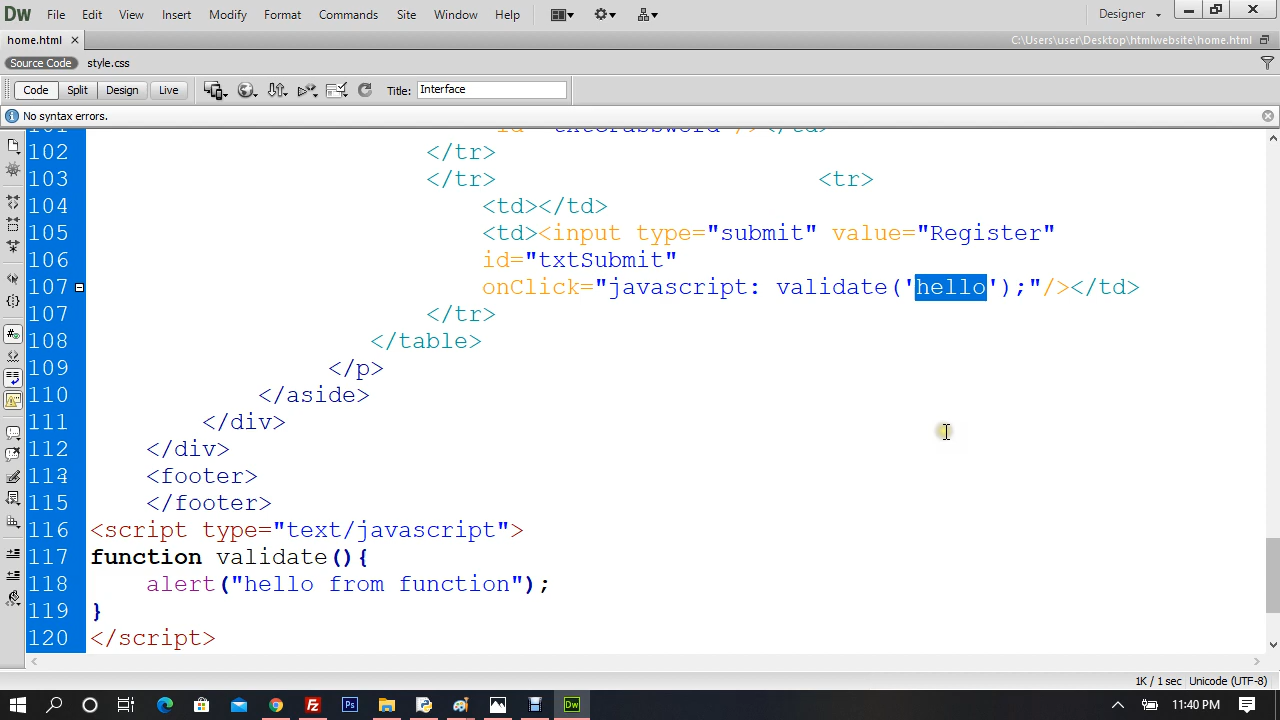 Dw File Edit View Insert Modify Format Commands Site Window Help Designer
home.html C:\Users\user\Desktop\htmlwebsite\home.html
Source Code style.css
Code Split Design Live Title: Interface
No syntax errors.
102 </tr>
103 </tr> <tr>
104 <td></td>
105 <td><input type="submit" value="Register"
106 id="txtSubmit"
107 onClick="javascript: validate('hello');"/></td>
107 </tr>
108 </table>
109 </p>
110 </aside>
111 </div>
112 </div>
<footer>
115 </footer>
116 <script type="text/javascript">
117 function validate(){
118 alert("hello from function");
119 }
120 </script>
1K / 1 sec Unicode (UTF-8)
Fz Ps Dw 11:40 PM